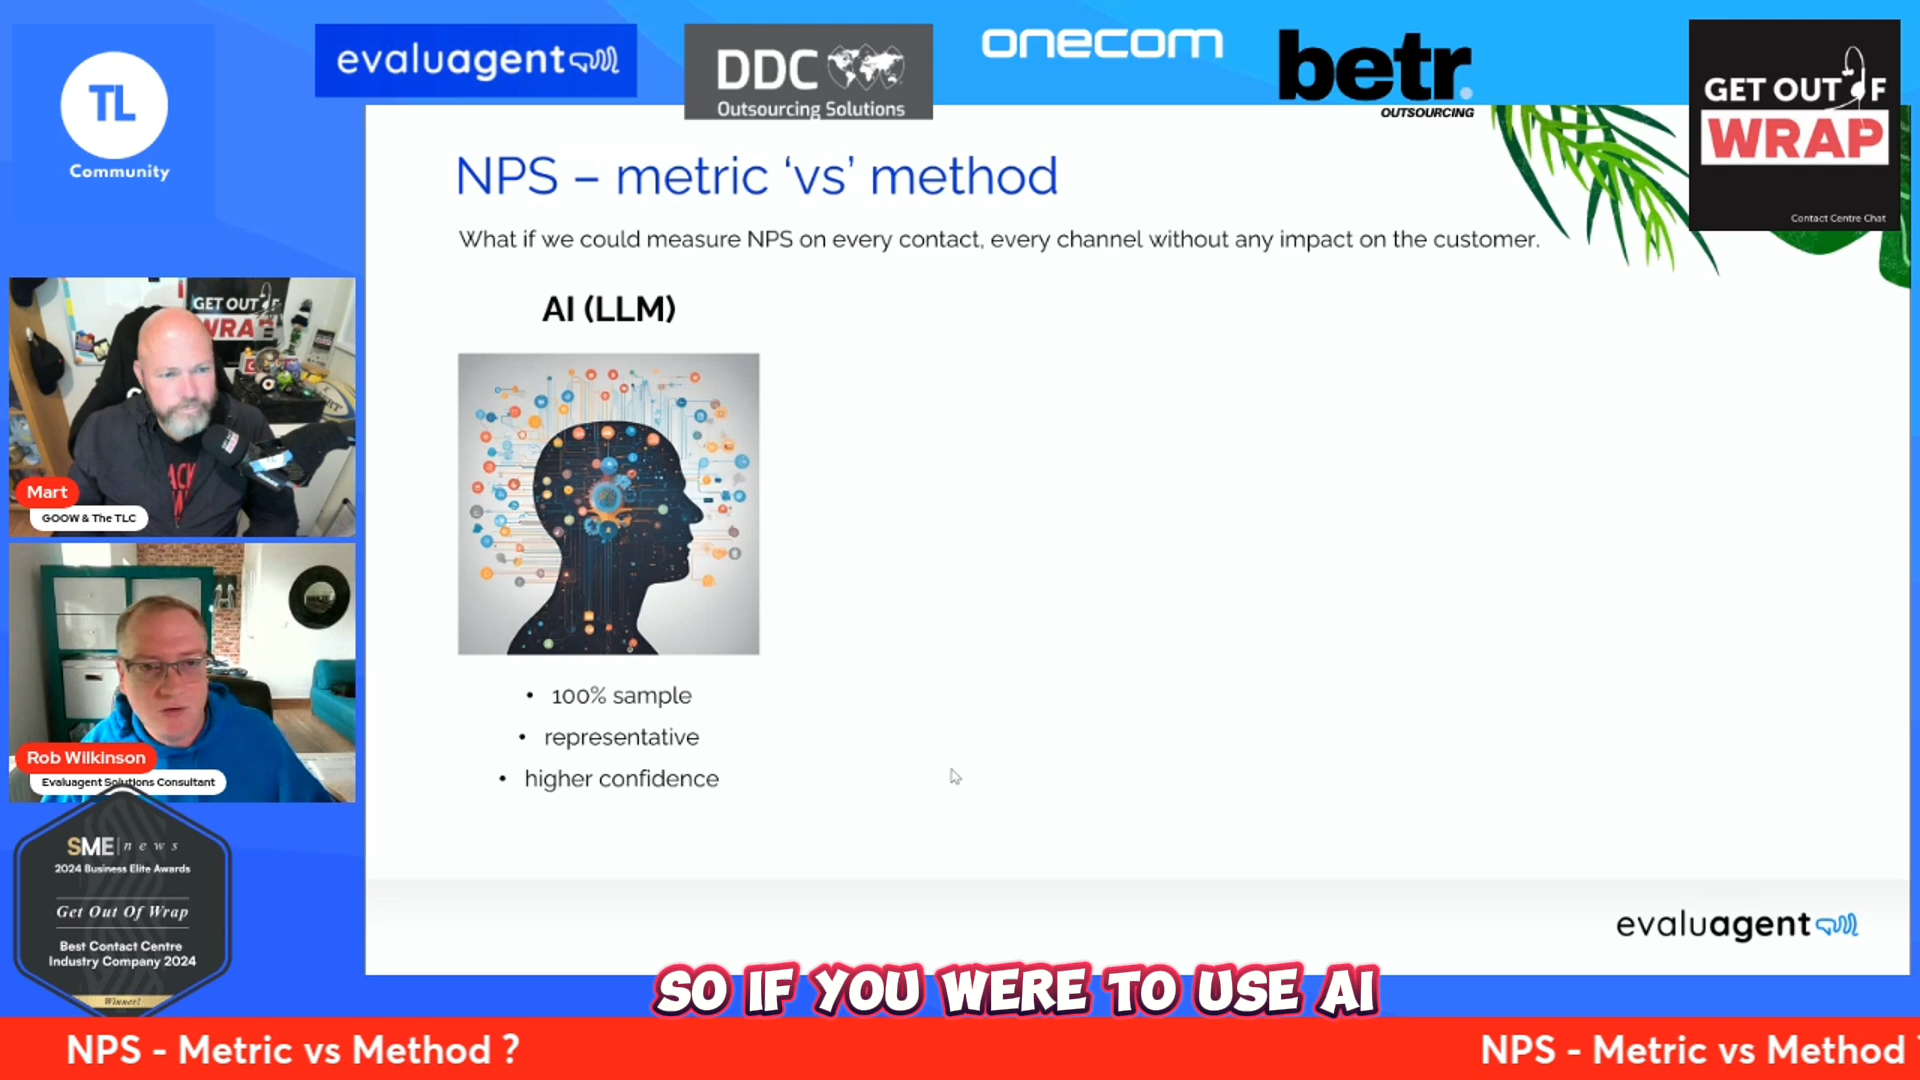 TL
Community
evaluagent
DDC
Outsourcing Solutions
onecom
betr.
OUTSOURCING
GET OUT OF
WRAP
Contact Centre Chat
NPS – metric ‘vs’ method
What if we could measure NPS on every contact, every channel without any impact on the customer.
AI (LLM)
• 100% sample
• representative
• higher confidence
GET OUT OF
WRAP
Mart
GOOW & The TLC
Rob Wilkinson
Evaluagent Solutions Consultant
SME news
2024 Business Elite Awards
Get Out Of Wrap
Best Contact Centre
Industry Company 2024
Winner!
evaluagent
SO IF YOU WERE TO USE AI
NPS - Metric vs Method ?
NPS - Metric vs Method ?